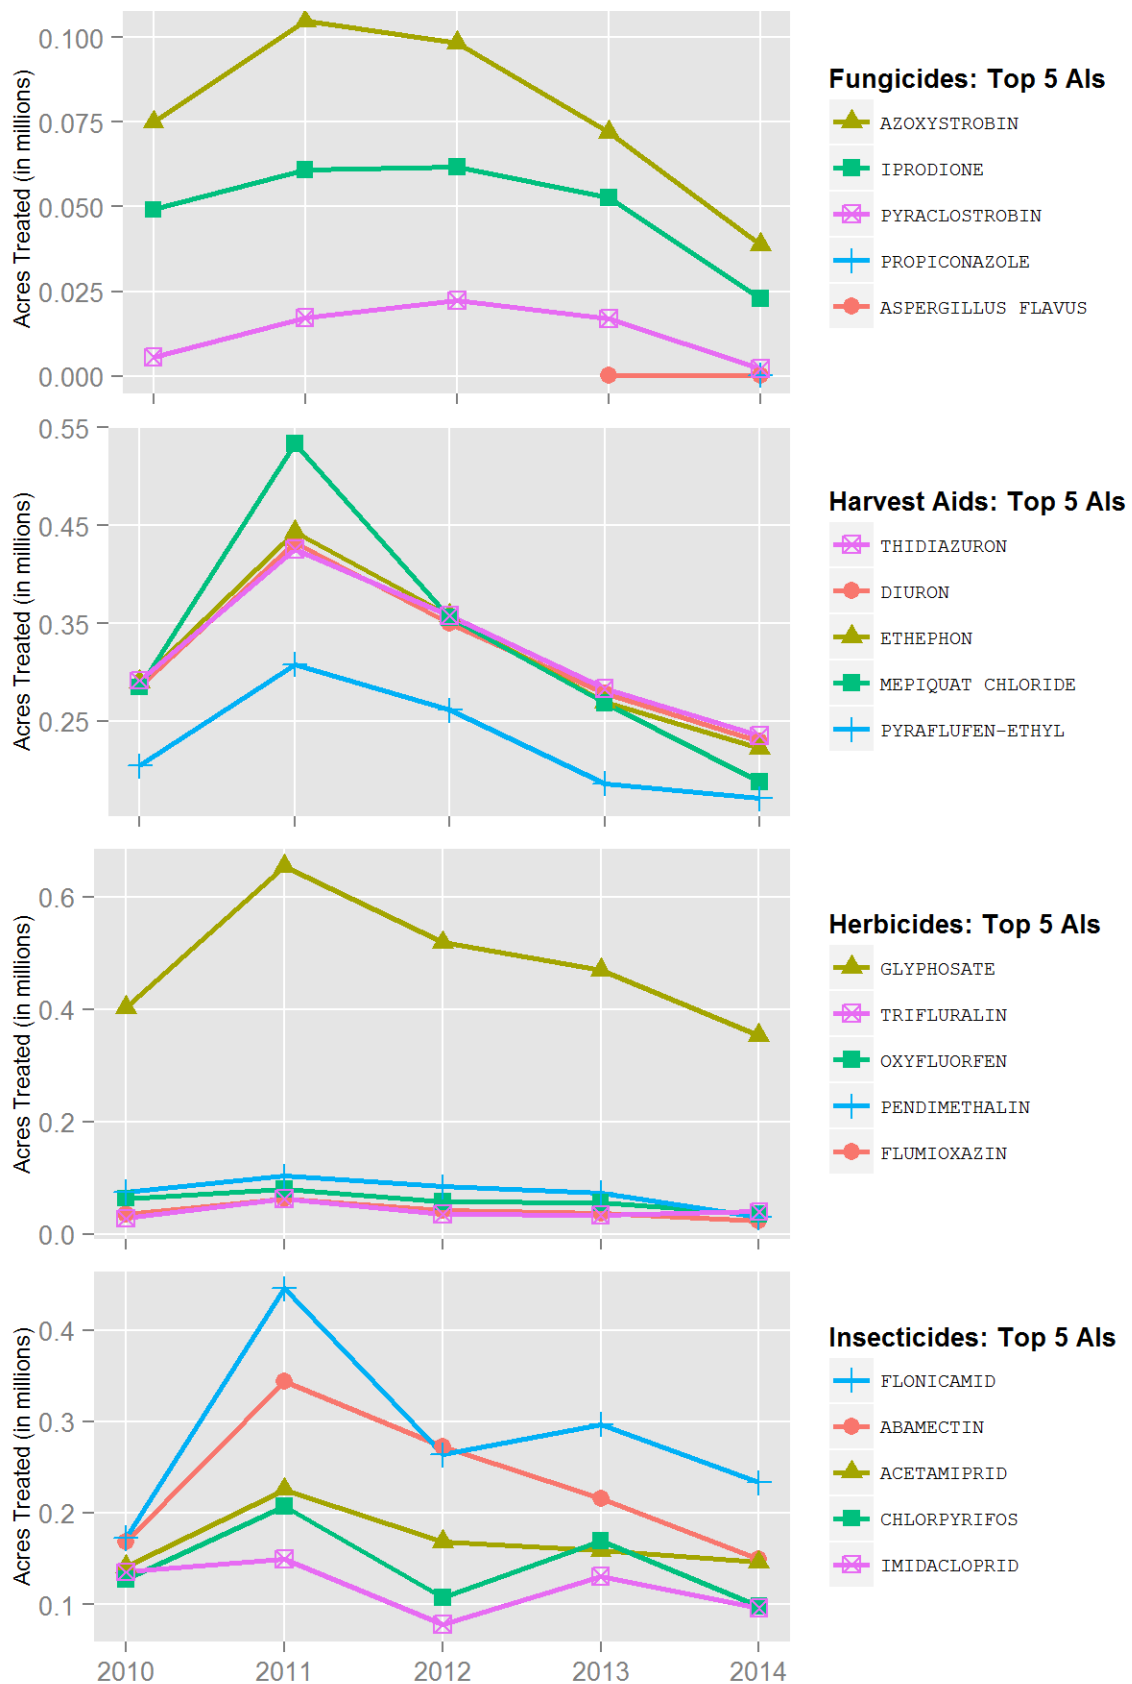 Acres Treated (in millions)
0.100
0.075
0.050
0.025
0.000
Fungicides: Top 5 AIs
AZOXYSTROBIN
IPRODIONE
PYRACLOSTROBIN
PROPICONAZOLE
ASPERGILLUS FLAVUS
Acres Treated (in millions)
0.55
0.45
0.35
0.25
Harvest Aids: Top 5 AIs
THIDIAZURON
DIURON
ETHEPHON
MEPIQUAT CHLORIDE
PYRAFLUFEN-ETHYL
Acres Treated (in millions)
0.6
0.4
0.2
0.0
Herbicides: Top 5 AIs
GLYPHOSATE
TRIFLURALIN
OXYFLUORFEN
PENDIMETHALIN
FLUMIOXAZIN
Acres Treated (in millions)
0.4
0.3
0.2
0.1
Insecticides: Top 5 AIs
FLONICAMID
ABAMECTIN
ACETAMIPRID
CHLORPYRIFOS
IMIDACLOPRID
2010 2011 2012 2013 2014